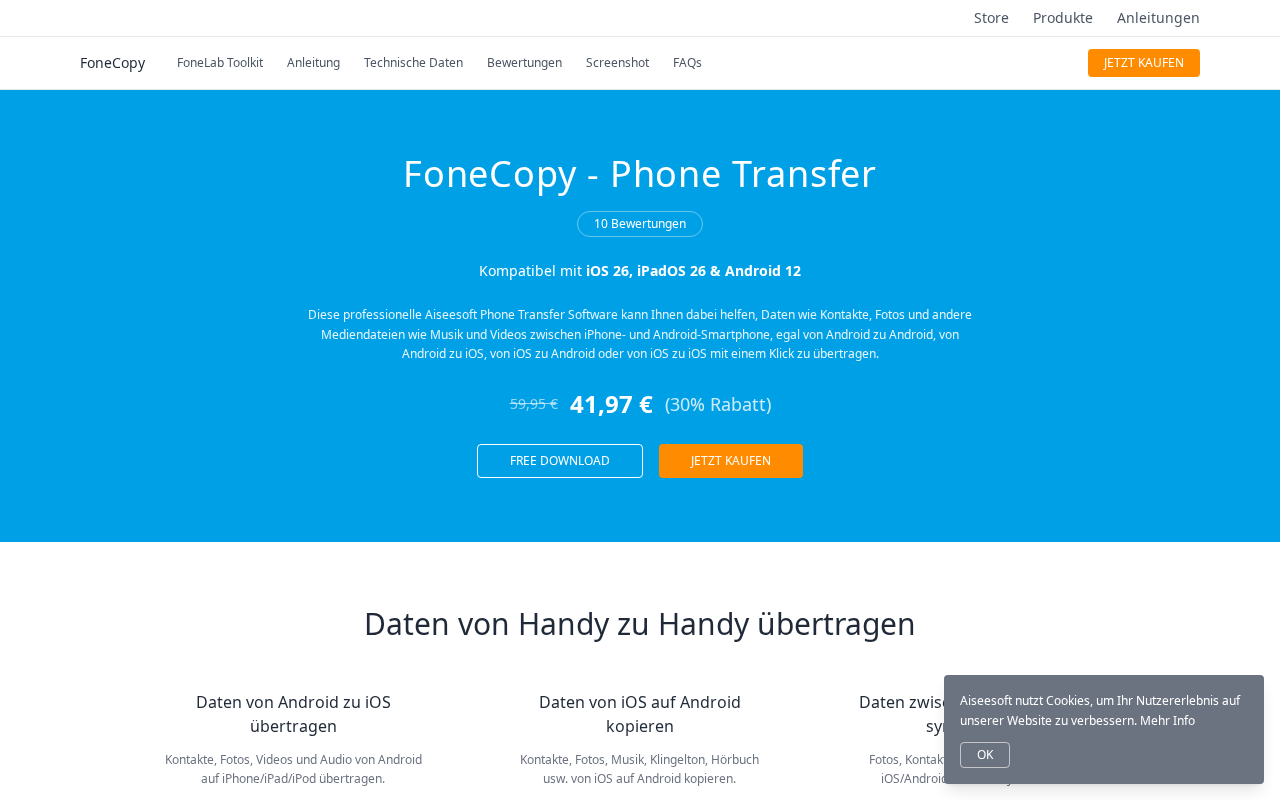 Store Produkte Anleitungen
FoneCopy FoneLab Toolkit Anleitung Technische Daten Bewertungen Screenshot FAQs JETZT KAUFEN
FoneCopy - Phone Transfer
10 Bewertungen
Kompatibel mit iOS 26, iPadOS 26 & Android 12
Diese professionelle Aiseesoft Phone Transfer Software kann Ihnen dabei helfen, Daten wie Kontakte, Fotos und andere
Mediendateien wie Musik und Videos zwischen iPhone- und Android-Smartphone, egal von Android zu Android, von
Android zu iOS, von iOS zu Android oder von iOS zu iOS mit einem Klick zu übertragen.
59,95 € 41,97 € (30% Rabatt)
FREE DOWNLOAD JETZT KAUFEN
Daten von Handy zu Handy übertragen
Daten von Android zu iOS
übertragen
Kontakte, Fotos, Videos und Audio von Android
auf iPhone/iPad/iPod übertragen.
Daten von iOS auf Android
kopieren
Kontakte, Fotos, Musik, Klingelton, Hörbuch
usw. von iOS auf Android kopieren.
Daten
Fotos,
Aiseesoft nutzt Cookies, um Ihr Nutzererlebnis auf
unserer Website zu verbessern. Mehr Info
OK